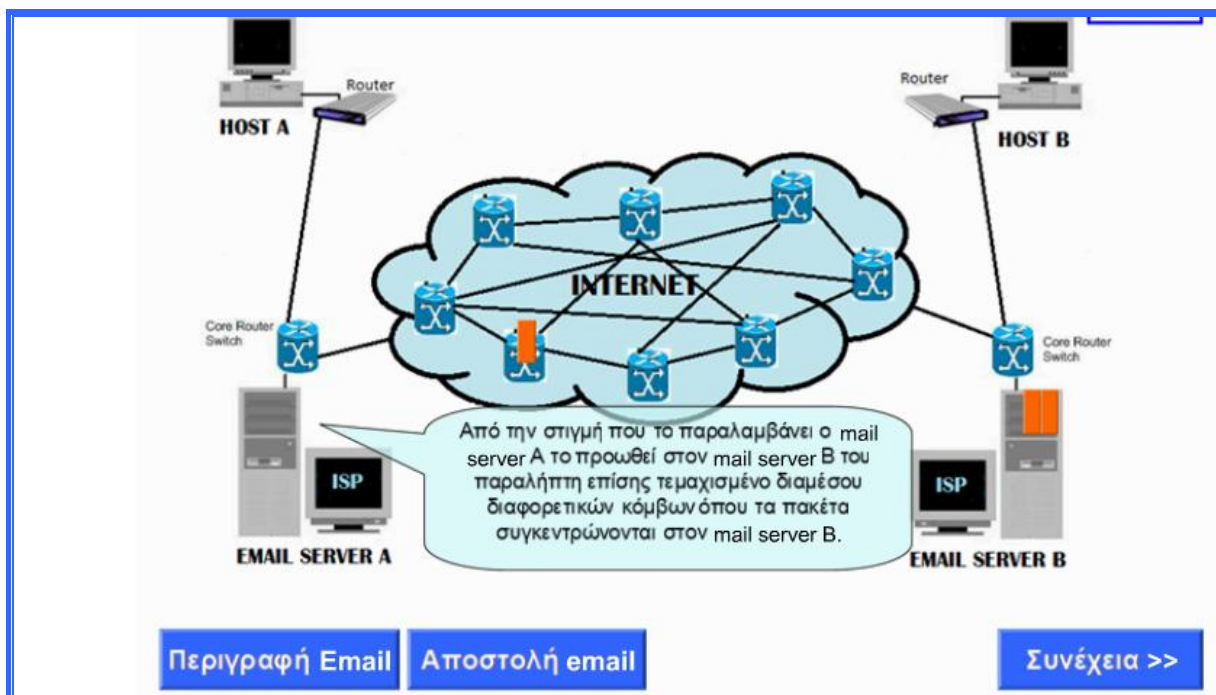 Router
Router
HOST A
HOST B
INTERNET
Core Router
Switch
Core Router
Switch
Από την στιγμή που το παραλαμβάνει ο mail
server A το προωθεί στον mail server B του
παραλήπτη επίσης τεμαχισμένο διαμέσου
διαφορετικών κόμβων όπου τα πακέτα
συγκεντρώνονται στον mail server B.
ISP
ISP
EMAIL SERVER A
EMAIL SERVER B
Περιγραφή Email
Αποστολή email
Συνέχεια >>